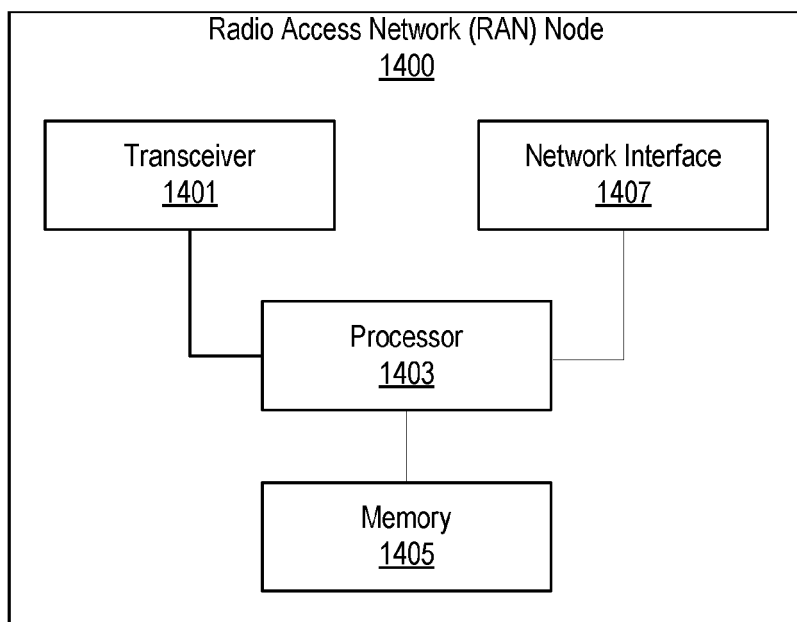 Radio Access Network (RAN) Node
1400
Transceiver
1401
Network Interface
1407
Processor
1403
Memory
1405